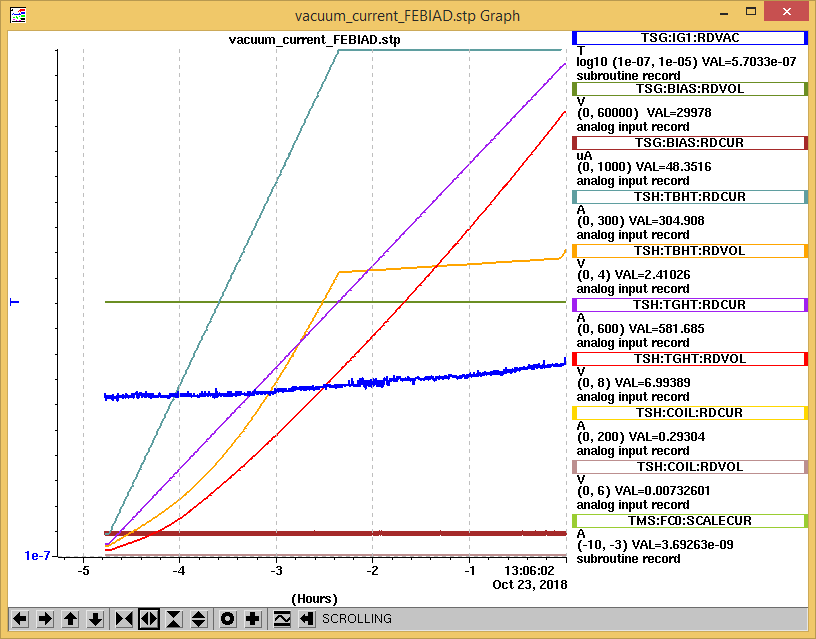 vacuum_current_FEBIAD.stp Graph
vacuum_current_FEBIAD.stp
T
1e-7
-5
-4
-3
-2
-1
13:06:02
Oct 23, 2018
(Hours)
TSG:IG1:RDVAC
T
log10 (1e-07, 1e-05) VAL=5.7033e-07
subroutine record
TSG:BIAS:RDVOL
V
(0, 60000) VAL=29978
analog input record
TSG:BIAS:RDCUR
uA
(0, 1000) VAL=48.3516
analog input record
TSH:TBHT:RDCUR
A
(0, 300) VAL=304.908
analog input record
TSH:TBHT:RDVOL
V
(0, 4) VAL=2.41026
analog input record
TSH:TGHT:RDCUR
A
(0, 600) VAL=581.685
analog input record
TSH:TGHT:RDVOL
V
(0, 8) VAL=6.99389
analog input record
TSH:COIL:RDCUR
A
(0, 200) VAL=0.29304
analog input record
TSH:COIL:RDVOL
V
(0, 6) VAL=0.00732601
analog input record
TMS:FC0:SCALECUR
A
(-10, -3) VAL=3.69263e-09
subroutine record
SCROLLING